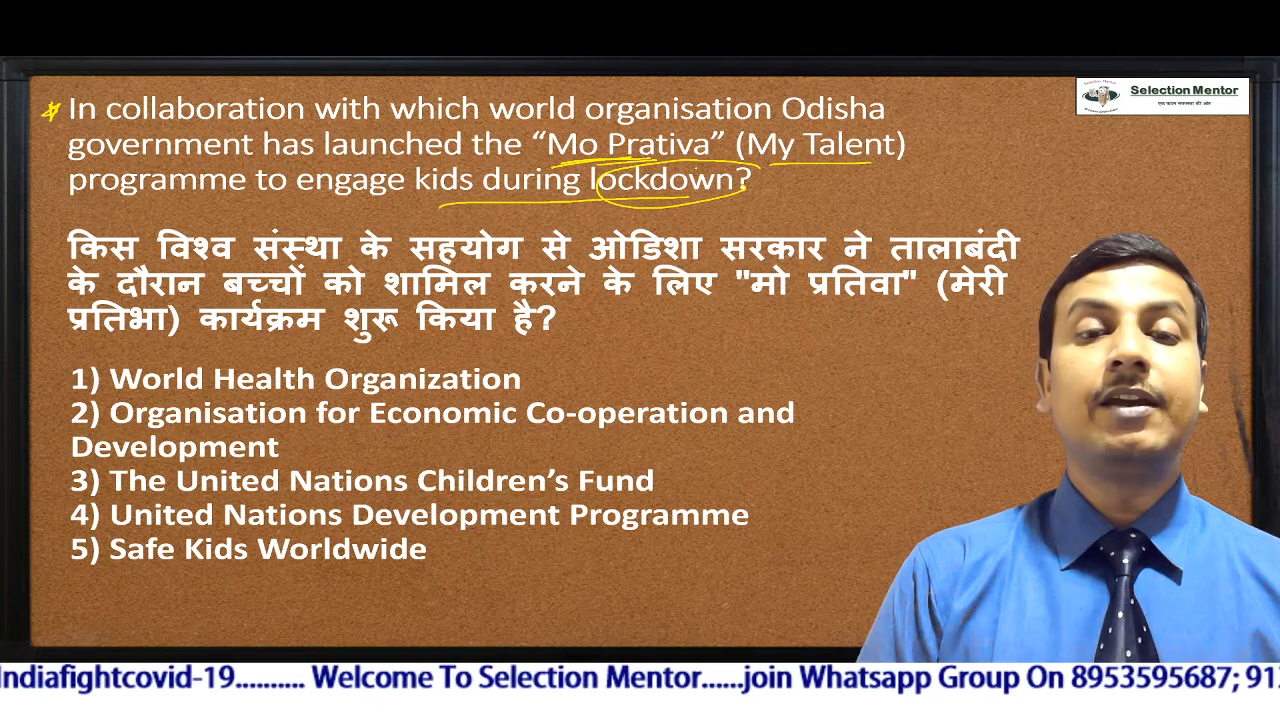 In collaboration with which world organisation Odisha
government has launched the “Mo Prativa” (My Talent)
programme to engage kids during lockdown?
Selection Mentor
किस विश्व संस्था के सहयोग से ओडिशा सरकार ने तालाबंदी
के दौरान बच्चों को शामिल करने के लिए "मो प्रतिवा" (मेरी
प्रतिभा) कार्यक्रम शुरू किया है?
1) World Health Organization
2) Organisation for Economic Co-operation and
Development
3) The United Nations Children’s Fund
4) United Nations Development Programme
5) Safe Kids Worldwide
Indiafightcovid-19.......... Welcome To Selection Mentor......join Whatsapp Group On 8953595687; 91